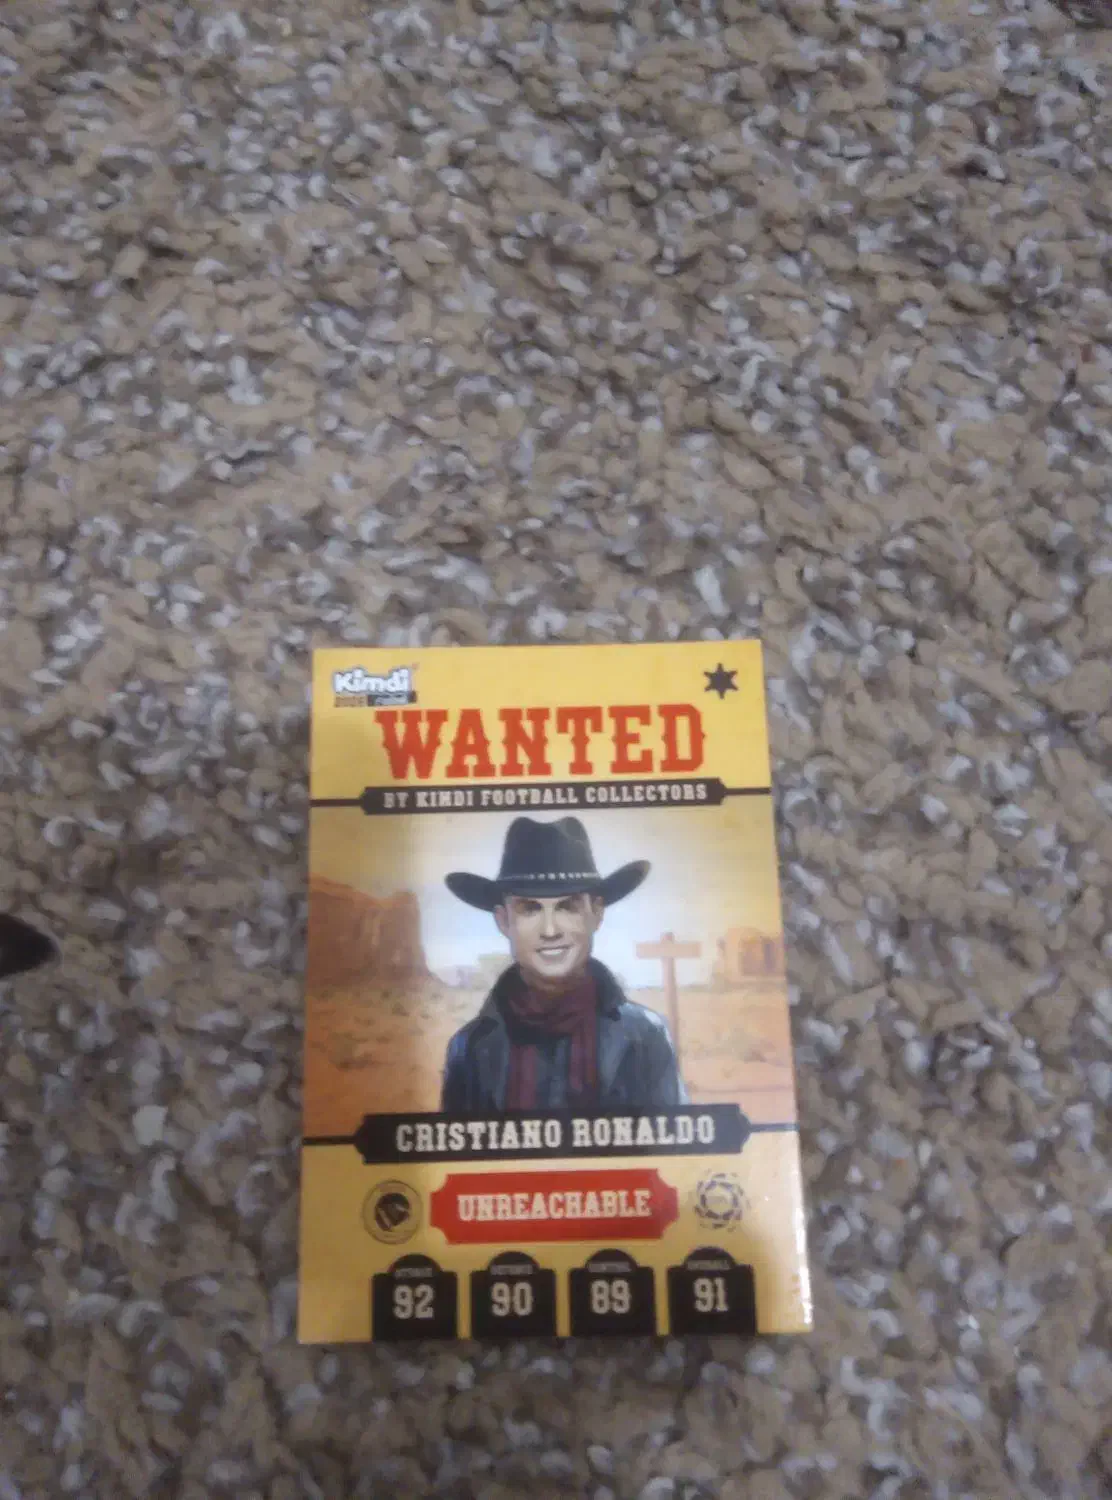 Kimdi
WANTED
BY KIMDI FOOTBALL COLLECTORS
CRISTIANO RONALDO
UNREACHABLE
92 90 89 91